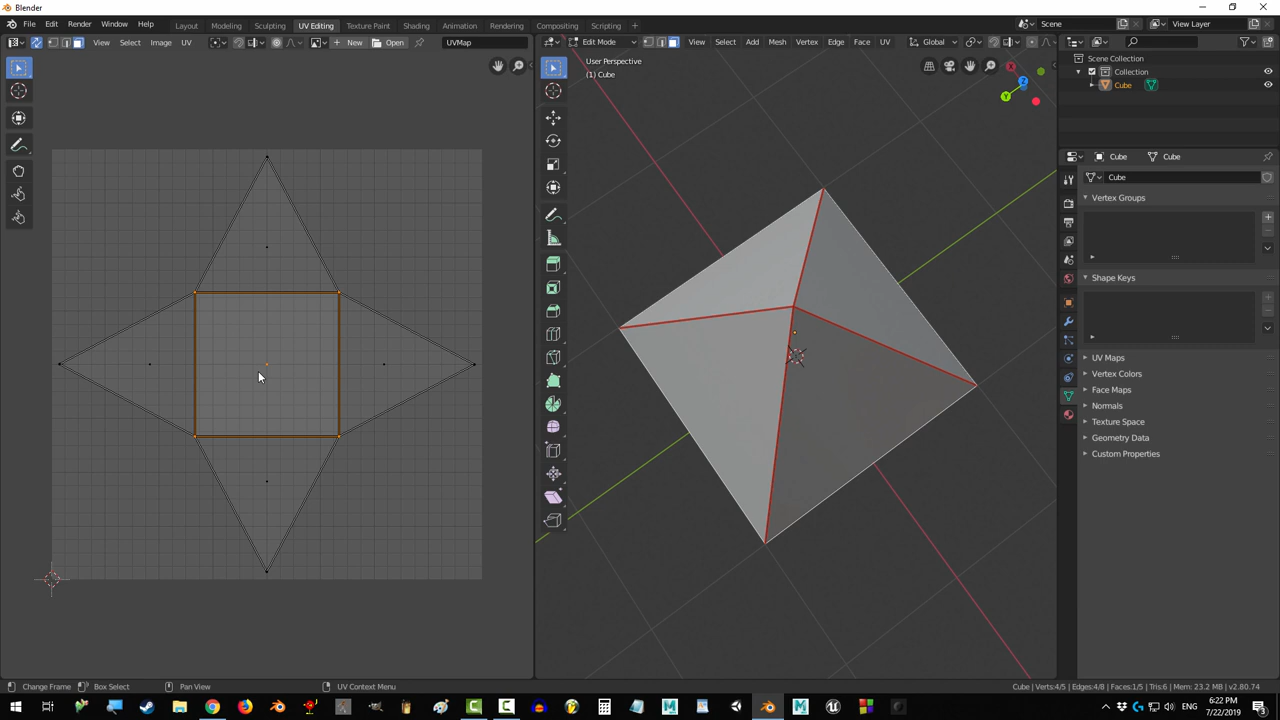 Blender
File Edit Render Window Help Layout Modeling Sculpting UV Editing Texture Paint Shading Animation Rendering Compositing Scripting + Scene View Layer
View Select Image UV New Open UVMap Edit Mode View Select Add Mesh Vertex Edge Face UV Global
User Perspective
(1) Cube
X
Z
Y
Scene Collection
Collection
Cube
Cube Cube
Cube
Vertex Groups
Shape Keys
UV Maps
Vertex Colors
Face Maps
Normals
Texture Space
Geometry Data
Custom Properties
Change Frame Box Select Pan View UV Context Menu Cube | Verts:4/5 | Edges:4/8 | Faces:1/5 | Tris:6 | Mem: 23.2 MB | v2.80.74
ENG 6:22 PM
7/22/2019